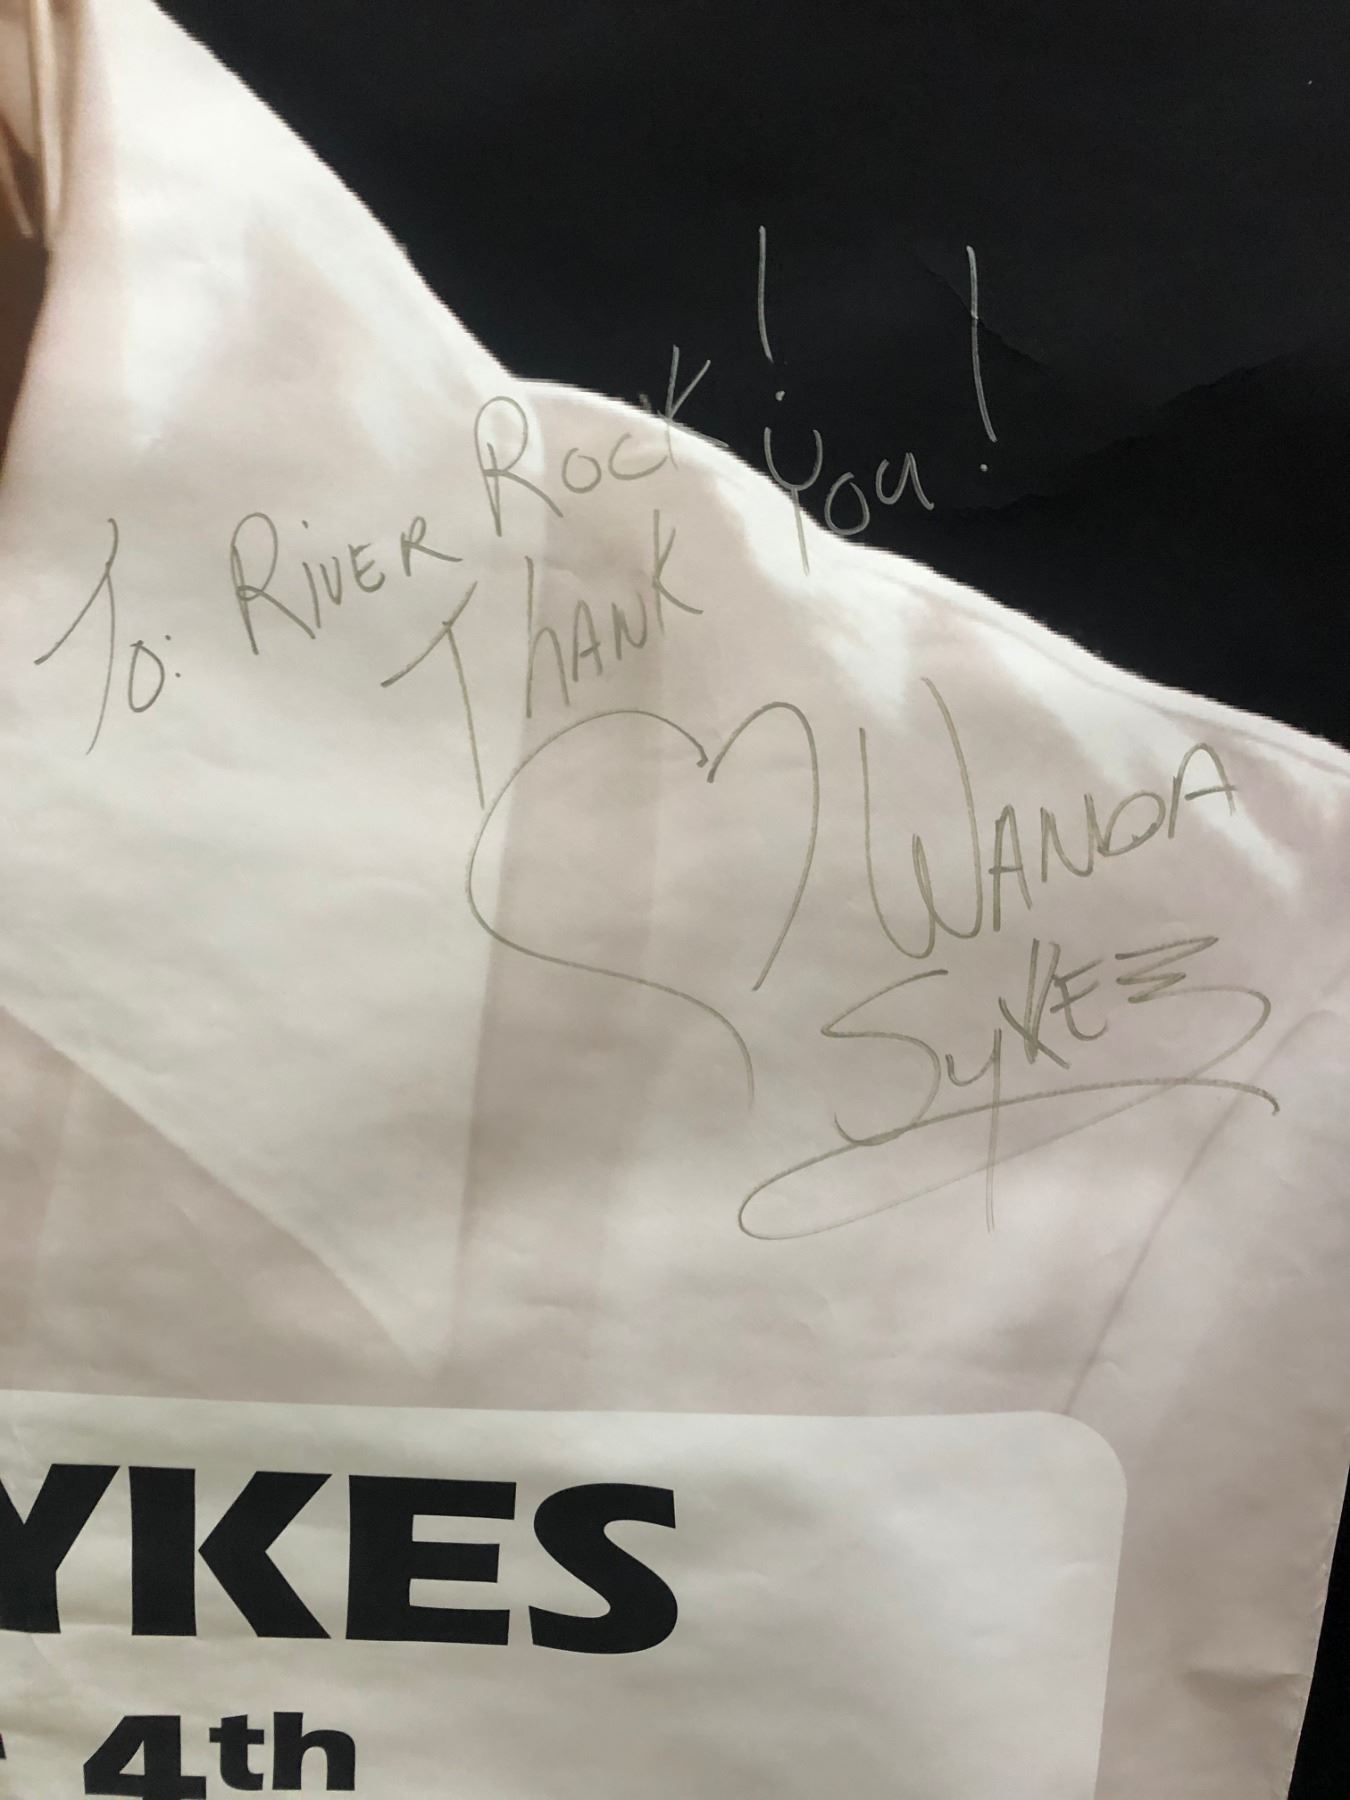 To: RIVER ROCK!
THANK YOU!
WANDA
SYKES
YKES
4th